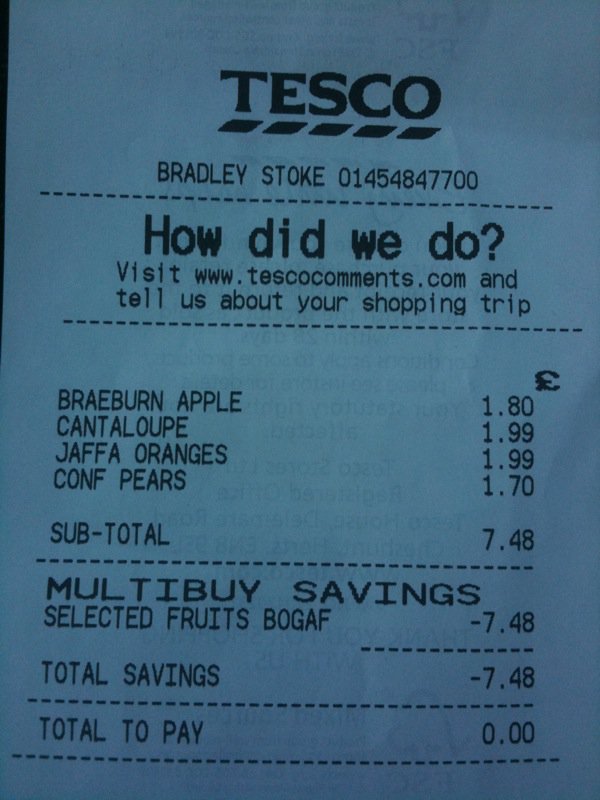 TESCO
BRADLEY STOKE 01454847700
How did we do?
Visit www.tescocomments.com and
tell us about your shopping trip
£
BRAEBURN APPLE 1.80
CANTALOUPE 1.99
JAFFA ORANGES 1.99
CONF PEARS 1.70
SUB-TOTAL 7.48
MULTIBUY SAVINGS
SELECTED FRUITS BOGAF -7.48
TOTAL SAVINGS -7.48
TOTAL TO PAY 0.00